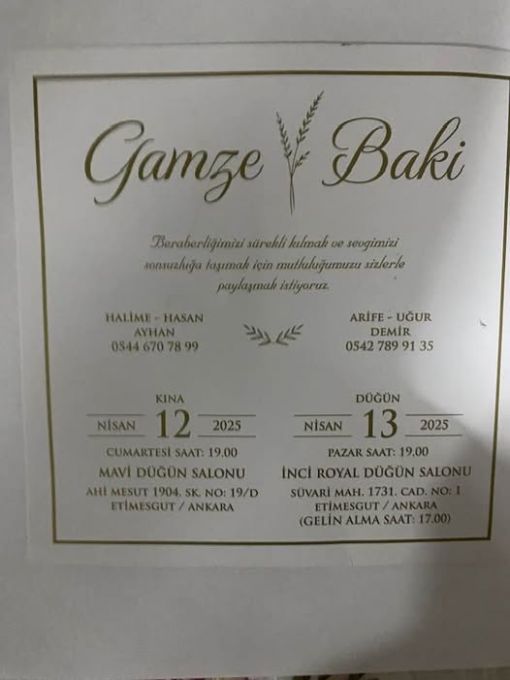 Gamze Baki
Beraberliğimizi sürekli kılmak ve sevgimizi
sonsuzluğa taşımak için mutluluğumuzu sizlerle
paylaşmak istiyoruz.
HALİME - HASAN
AYHAN
0544 670 78 99
ARİFE - UĞUR
DEMİR
0542 789 91 35
KINA
NİSAN 12 2025
CUMARTESİ SAAT: 19.00
MAVİ DÜĞÜN SALONU
AHİ MESUT 1904. SK. NO: 19/D
ETİMESGUT / ANKARA
DÜĞÜN
NİSAN 13 2025
PAZAR SAAT: 19.00
İNCİ ROYAL DÜĞÜN SALONU
SÜVARİ MAH. 1731. CAD. NO: 1
ETİMESGUT / ANKARA
(GELİN ALMA SAAT: 17.00)